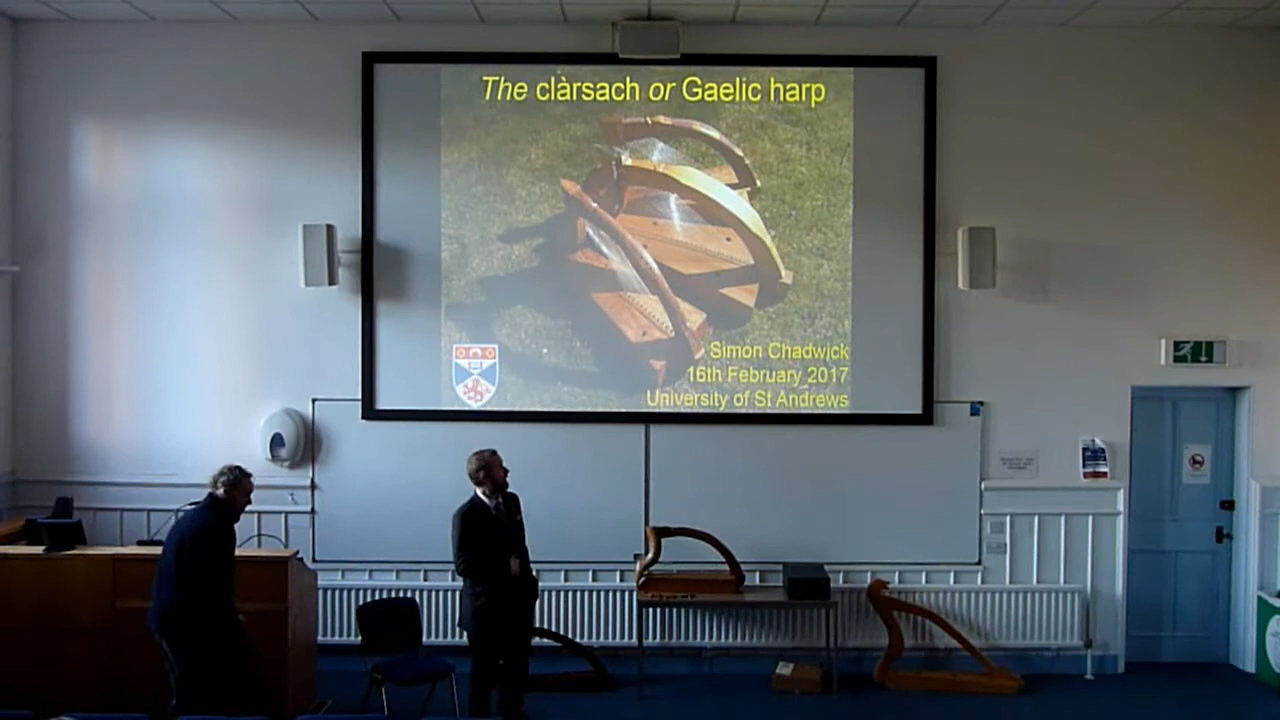 The clàrsach or Gaelic harp
Simon Chadwick
16th February 2017
University of St Andrews